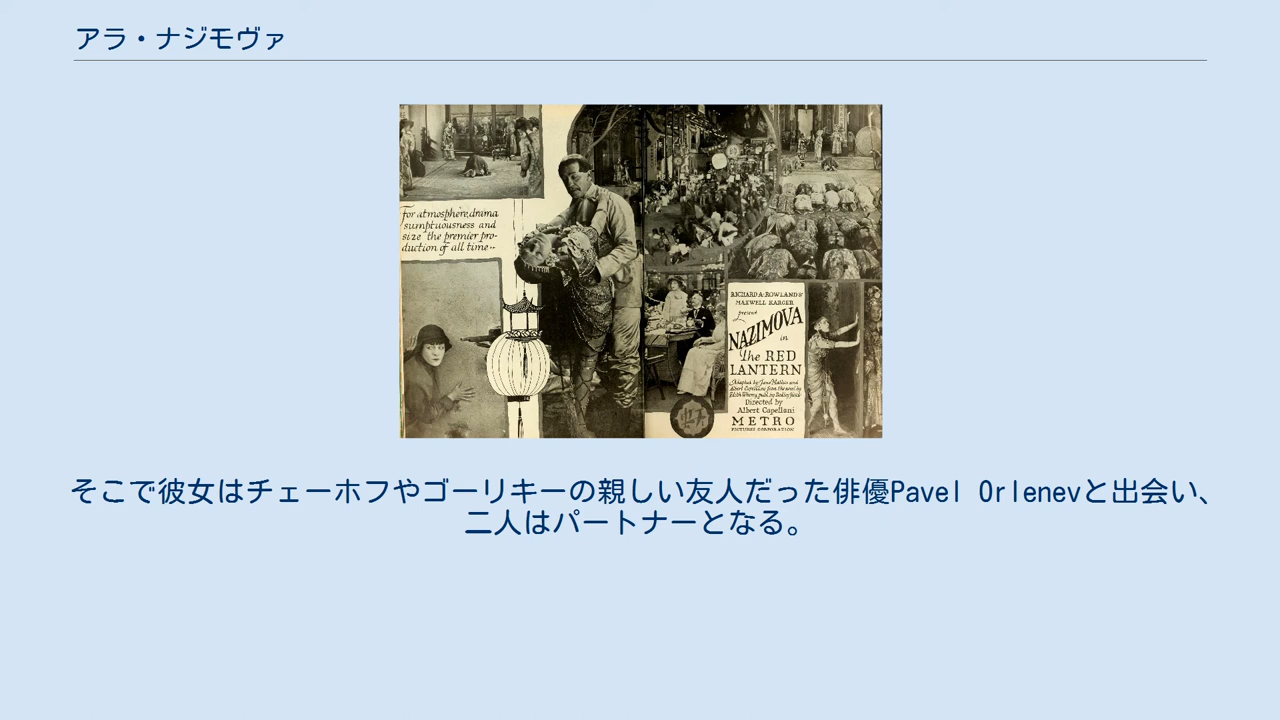 アラ・ナジモヴァ
for atmosphere, drama
sumptuousness and
size the premier pro-
duction of all time..
RICHARD A. ROWLAND &
MAXWELL KARGER
present
NAZIMOVA
in
The RED
LANTERN
Directed by
Albert Capellani
METRO
PICTURES CORPORATION
そこで彼女はチェーホフやゴーリキーの親しい友人だった俳優Pavel Orlenevと出会い、
二人はパートナーとなる。